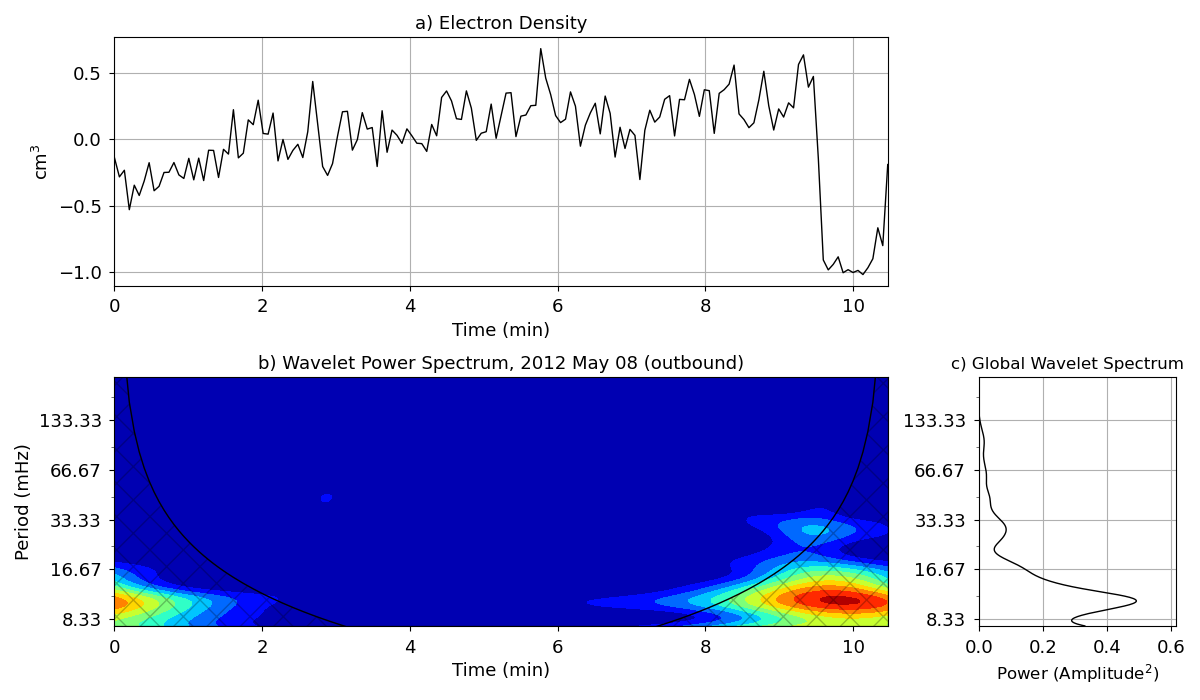 a) Electron Density
0.5
0.0
−0.5
−1.0
cm³
0 2 4 6 8 10
Time (min)
b) Wavelet Power Spectrum, 2012 May 08 (outbound)
133.33
66.67
33.33
16.67
8.33
Period (mHz)
0 2 4 6 8 10
Time (min)
c) Global Wavelet Spectrum
133.33
66.67
33.33
16.67
8.33
0.0 0.2 0.4 0.6
Power (Amplitude²)